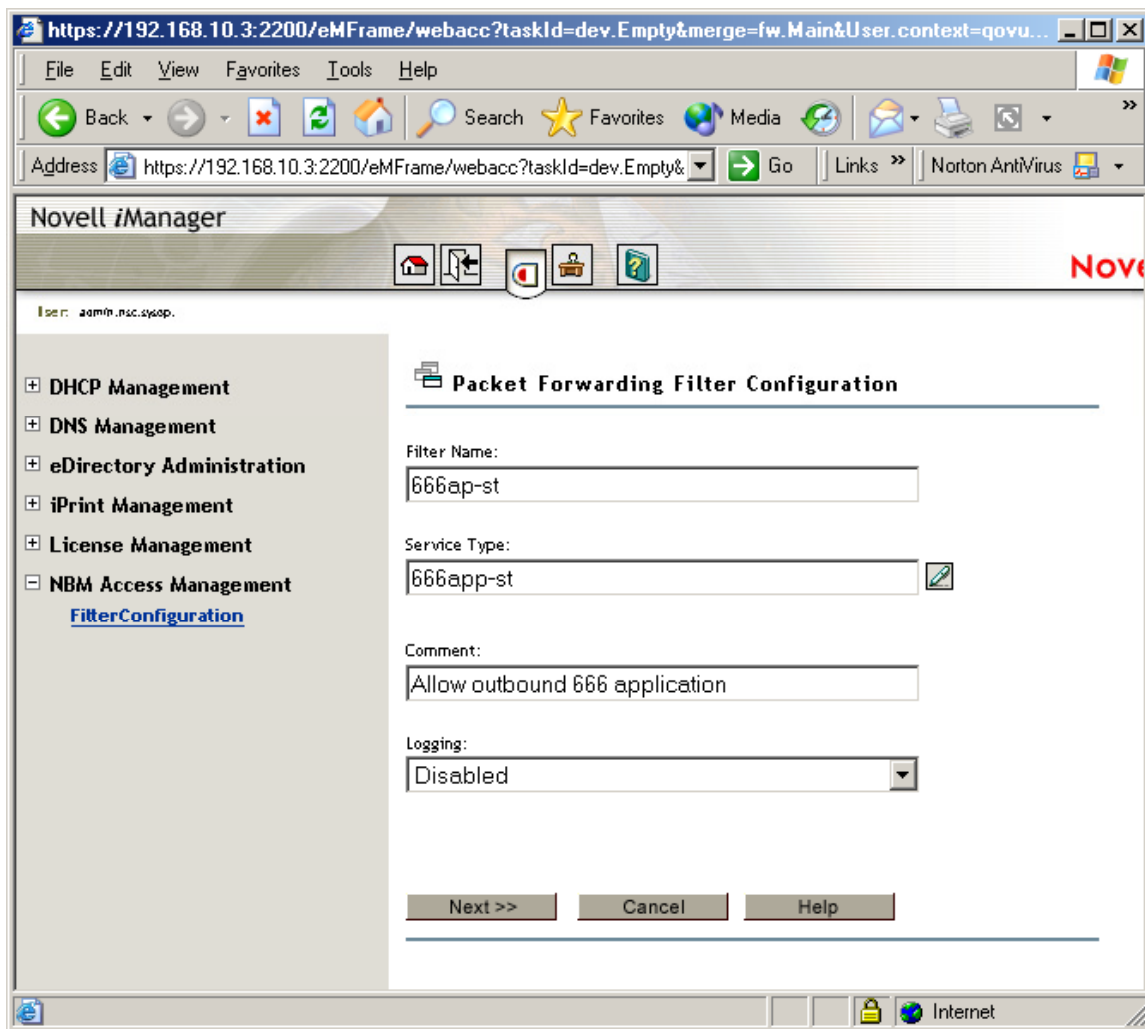 https://192.168.10.3:2200/eMFrame/webacc?taskId=dev.Empty&merge=fw.Main&User.context=qovu...
File Edit View Favorites Tools Help
Back Search Favorites Media »
Address https://192.168.10.3:2200/eMFrame/webacc?taskId=dev.Empty& Go Links » Norton AntiVirus
Novell iManager
Nove
User: admin.nsc.sysop.
DHCP Management
DNS Management
eDirectory Administration
iPrint Management
License Management
NBM Access Management
FilterConfiguration
Packet Forwarding Filter Configuration
Filter Name:
666ap-st
Service Type:
666app-st
Comment:
Allow outbound 666 application
Logging:
Disabled
Next >> Cancel Help
Internet